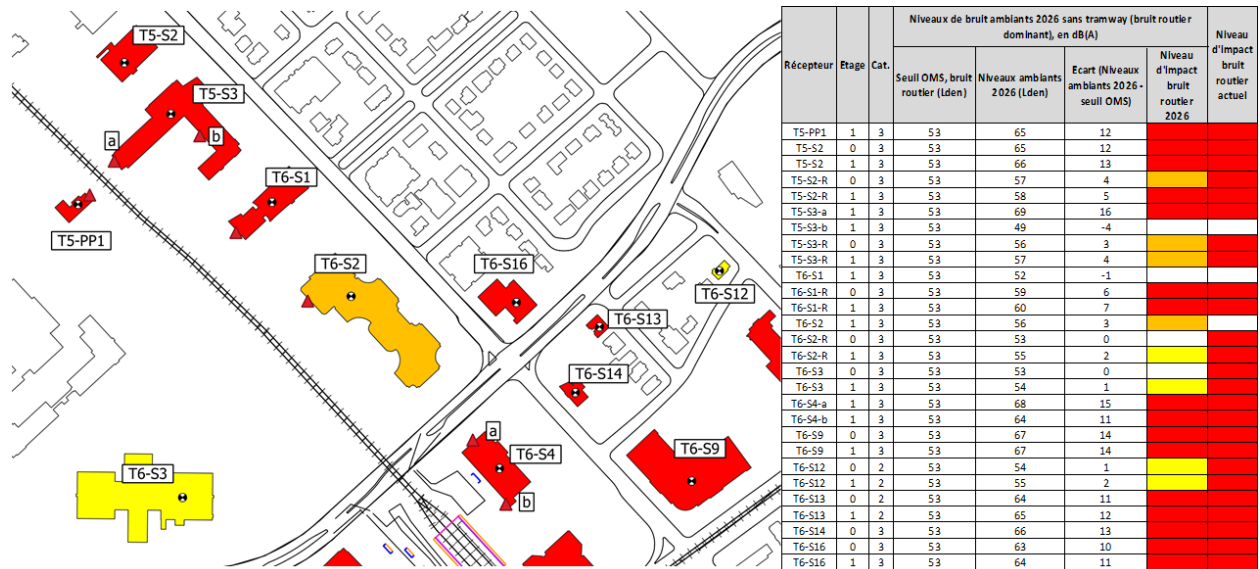 T5-S2
T5-S3
a
b
T6-S1
T5-PP1
T6-S2
T6-S16
T6-S12
T6-S13
T6-S14
a
T6-S4
T6-S9
b
T6-S3
Récepteur
Etage
Cat.
Niveaux de bruit ambiants 2026 sans tramway (bruit routier
dominant), en dB(A)
Seuil OMS, bruit
routier (Lden)
Niveaux ambiants
2026 (Lden)
Ecart (Niveaux
ambiants 2026 -
seuil OMS)
Niveau
d'Impact
bruit
routier
2026
Niveau
d'Impact
bruit
routier
actuel
T5-PP1 1 3 53 65 12
T5-S2 0 3 53 65 12
T5-S2 1 3 53 66 13
T5-S2-R 0 3 53 57 4
T5-S2-R 1 3 53 58 5
T5-S3-a 1 3 53 69 16
T5-S3-b 1 3 53 49 -4
T5-S3-R 0 3 53 56 3
T5-S3-R 1 3 53 57 4
T6-S1 1 3 53 52 -1
T6-S1-R 0 3 53 59 6
T6-S1-R 1 3 53 60 7
T6-S2 1 3 53 56 3
T6-S2-R 0 3 53 53 0
T6-S2-R 1 3 53 55 2
T6-S3 0 3 53 53 0
T6-S3 1 3 53 54 1
T6-S4-a 1 3 53 68 15
T6-S4-b 1 3 53 64 11
T6-S9 0 3 53 67 14
T6-S9 1 3 53 67 14
T6-S12 0 2 53 54 1
T6-S12 1 2 53 55 2
T6-S13 0 2 53 64 11
T6-S13 1 2 53 65 12
T6-S14 0 3 53 66 13
T6-S16 0 3 53 63 10
T6-S16 1 3 53 64 11